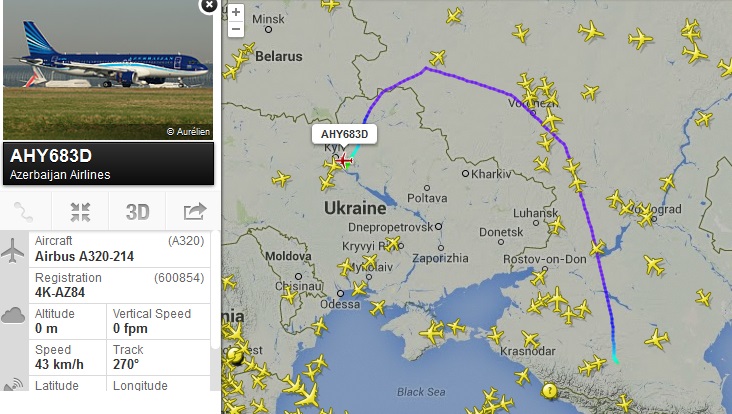 © Aurélien
AHY683D
Azerbaijan Airlines
3D
Aircraft (A320)
Airbus A320-214
Registration (600854)
4K-AZ84
Altitude Vertical Speed
0 m 0 fpm
Speed Track
43 km/h 270°
Latitude Longitude
+
−
Minsk
Belarus
Voronezh
AHY683D
Kyiv
Kharkiv
Poltava
Ukraine
Luhansk
Volgograd
Dnepropetrovsk
Donetsk
Kryvyi Rih
Zaporizhia
Rostov-on-Don
Moldova
Mykolaiv
Chisinau
Odessa
Krasnodar
Black Sea
?